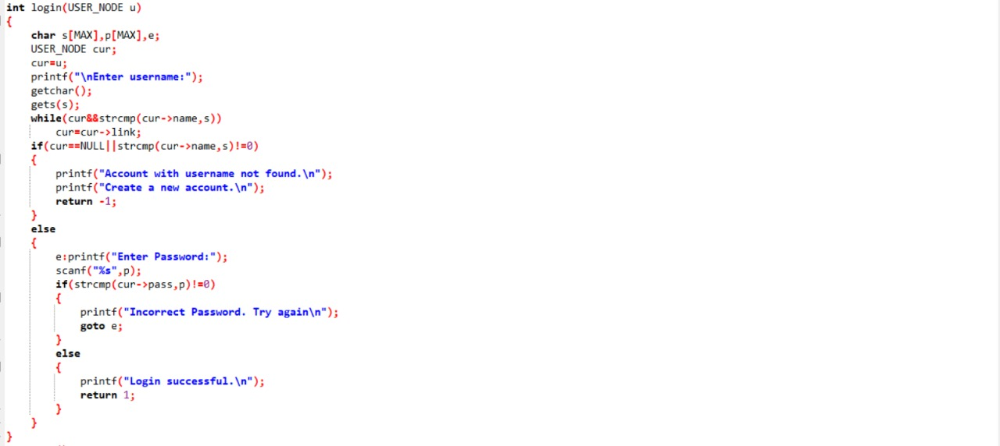 int login(USER_NODE u)
{
    char s[MAX],p[MAX],e;
    USER_NODE cur;
    cur=u;
    printf("\nEnter username:");
    getchar();
    gets(s);
    while(cur&&strcmp(cur->name,s))
        cur=cur->link;
    if(cur==NULL||strcmp(cur->name,s)!=0)
    {
        printf("Account with username not found.\n");
        printf("Create a new account.\n");
        return -1;
    }
    else
    {
        e:printf("Enter Password:");
        scanf("%s",p);
        if(strcmp(cur->pass,p)!=0)
        {
            printf("Incorrect Password. Try again\n");
            goto e;
        }
        else
        {
            printf("Login successful.\n");
            return 1;
        }
    }
}